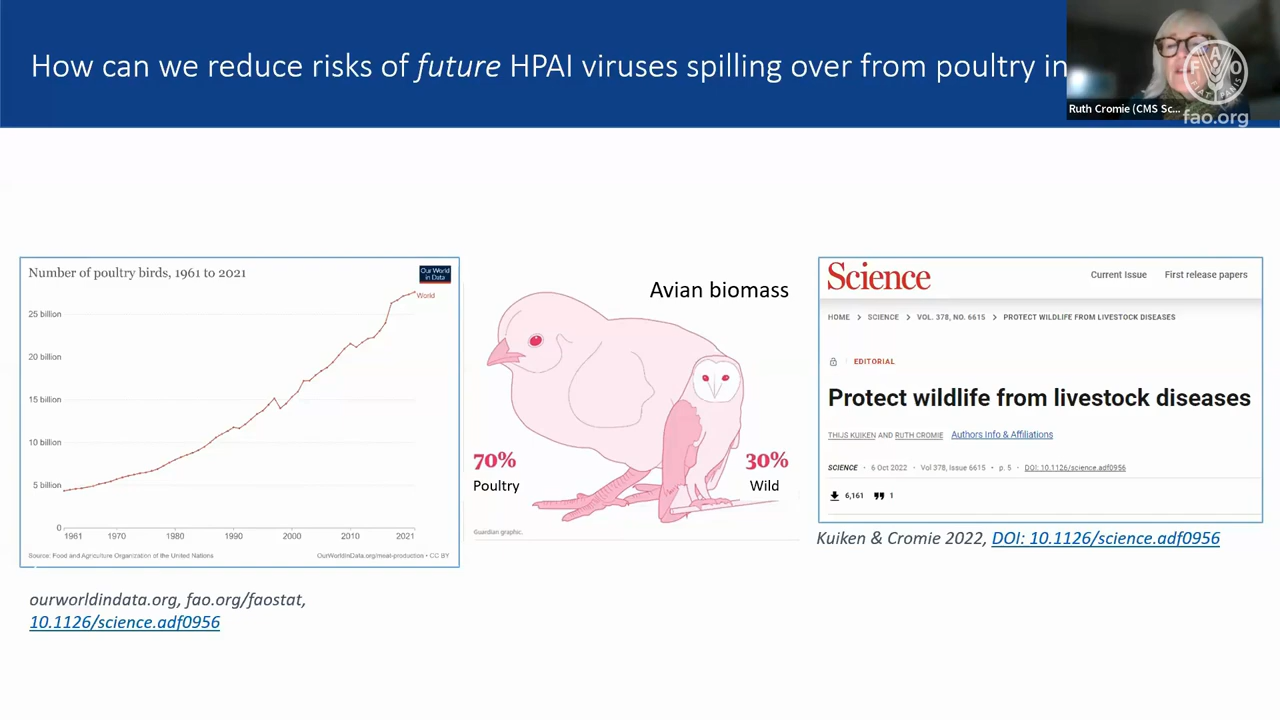 How can we reduce risks of future HPAI viruses spilling over from poultry in
Ruth Cromie (CMS Sc...
FAO
FIAT PANIS
fao.org
Number of poultry birds, 1961 to 2021
Our World
in Data
World
25 billion
20 billion
15 billion
10 billion
5 billion
0
1961
1970
1980
1990
2000
2010
2021
Source: Food and Agriculture Organization of the United Nations
OurWorldInData.org/meat-production • CC BY
ourworldindata.org, fao.org/faostat,
10.1126/science.adf0956
Avian biomass
70%
Poultry
30%
Wild
Guardian graphic.
Science
Current Issue
First release papers
HOME > SCIENCE > VOL. 378, NO. 6615 > PROTECT WILDLIFE FROM LIVESTOCK DISEASES
EDITORIAL
Protect wildlife from livestock diseases
THIJS KUIKEN AND RUTH CROMIE Authors Info & Affiliations
SCIENCE • 6 Oct 2022 • Vol 378, Issue 6615 • p. 5 • DOI: 10.1126/science.adf0956
6,161
1
Kuiken & Cromie 2022, DOI: 10.1126/science.adf0956